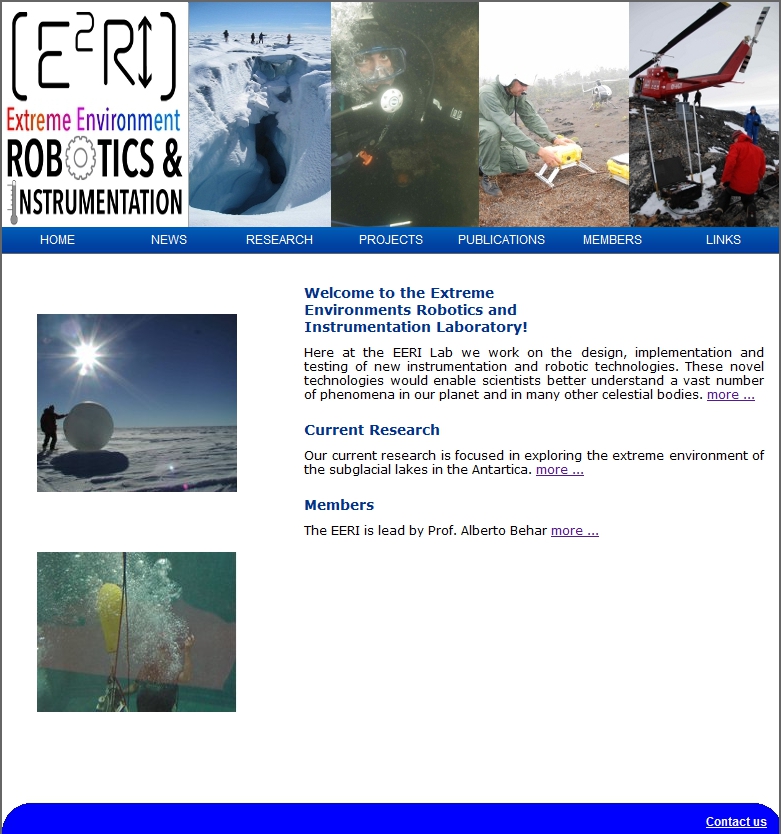 [E²RI]
Extreme Environment
ROBOTICS &
INSTRUMENTATION
HOME NEWS RESEARCH PROJECTS PUBLICATIONS MEMBERS LINKS
Welcome to the Extreme
Environments Robotics and
Instrumentation Laboratory!
Here at the EERI Lab we work on the design, implementation and
testing of new instrumentation and robotic technologies. These novel
technologies would enable scientists better understand a vast number
of phenomena in our planet and in many other celestial bodies. more ...
Current Research
Our current research is focused in exploring the extreme environment of
the subglacial lakes in the Antartica. more ...
Members
The EERI is lead by Prof. Alberto Behar more ...
Contact us